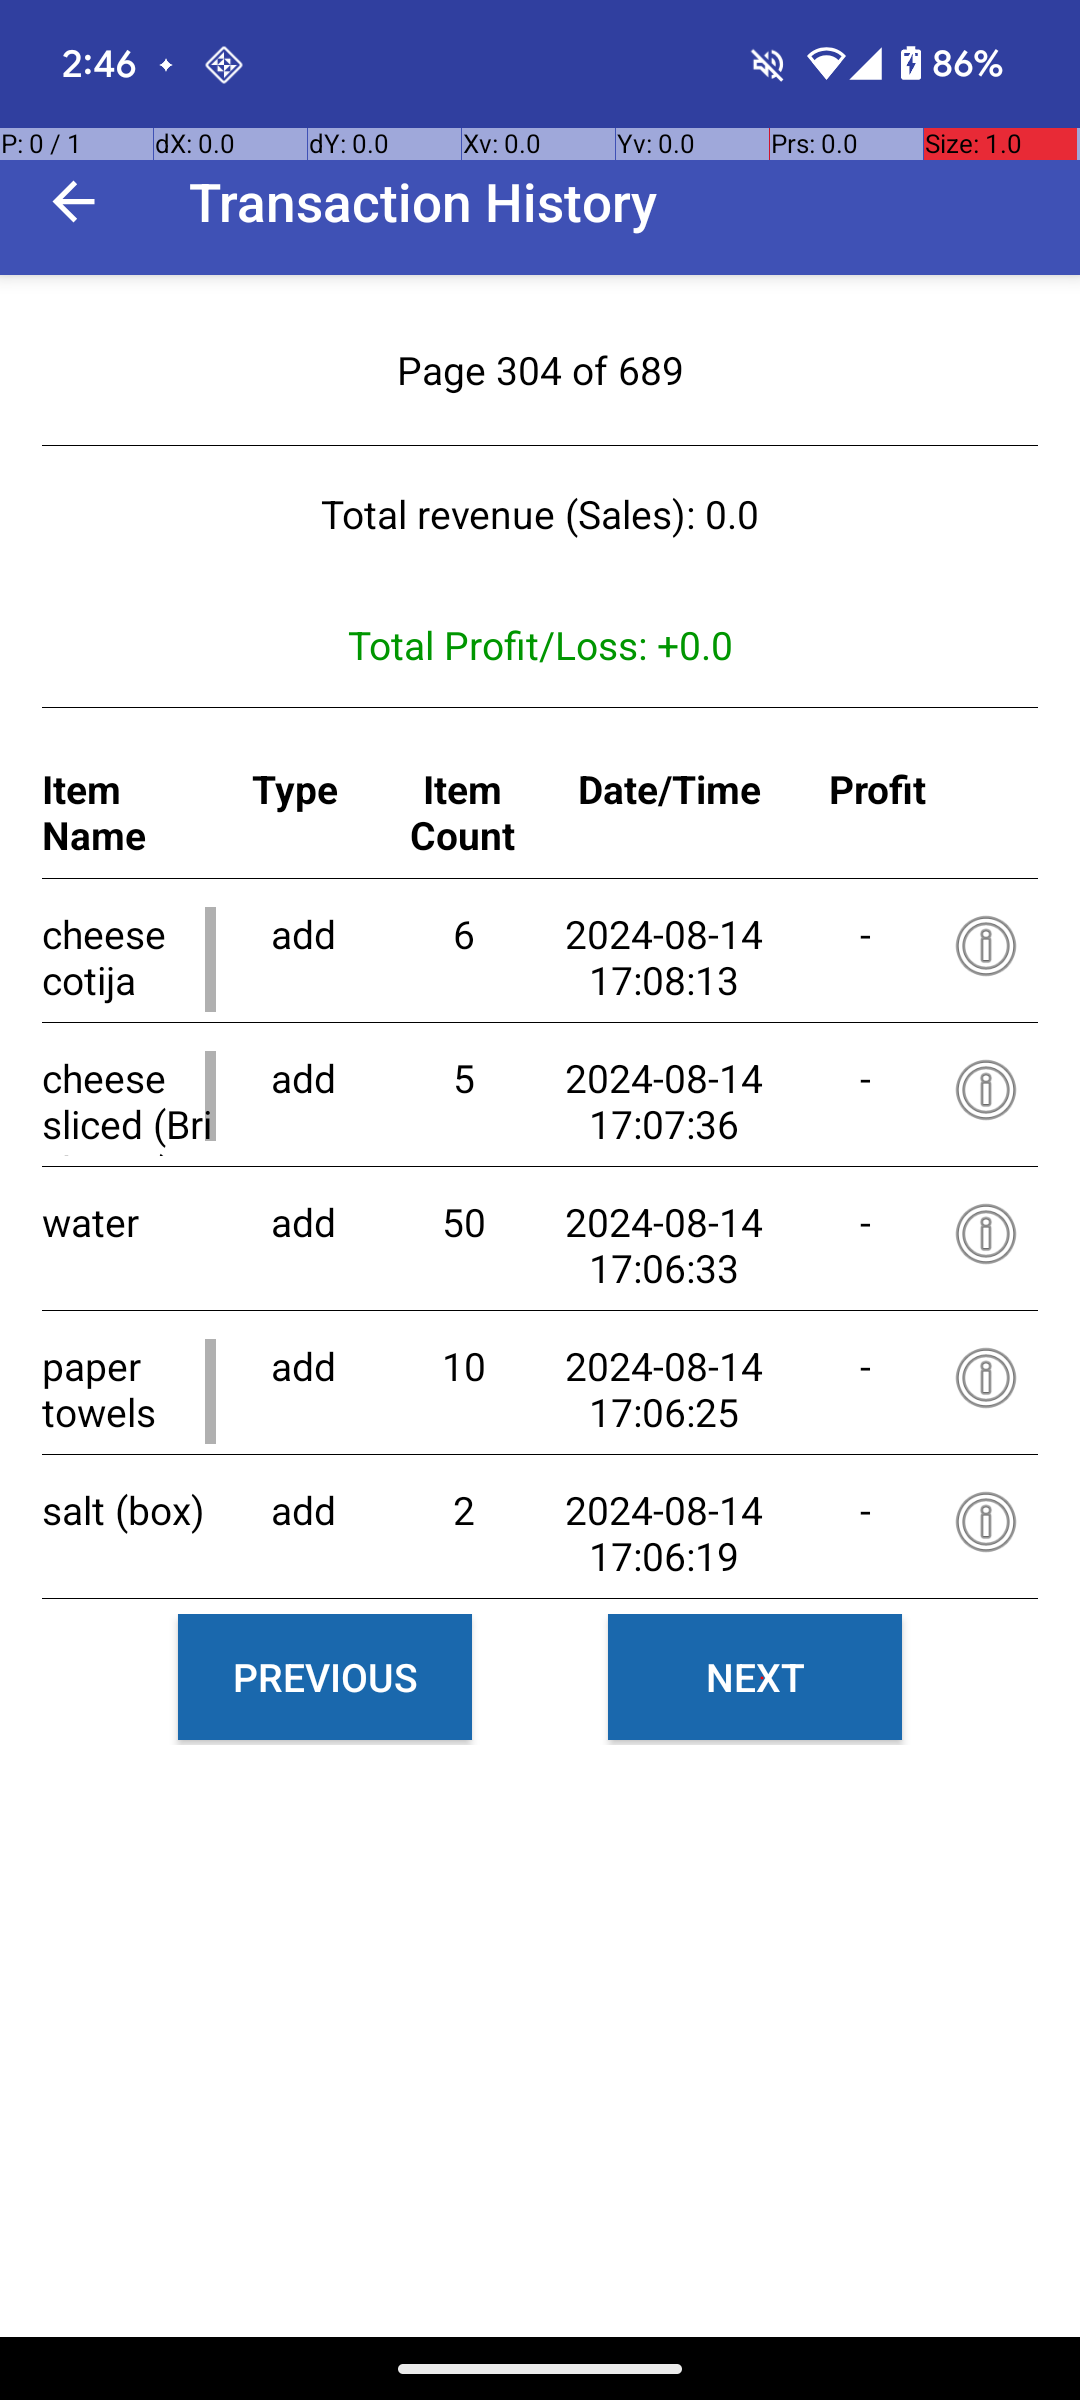 2:46
86%
P: 0 / 1 dX: 0.0 dY: 0.0 Xv: 0.0 Yv: 0.0 Prs: 0.0 Size: 1.0
Transaction History
Page 304 of 689
Total revenue (Sales): 0.0
Total Profit/Loss: +0.0
Item Name Type Item Count Date/Time Profit
cheese cotija add 6 2024-08-14 17:08:13 -
cheese sliced (Bri add 5 2024-08-14 17:07:36 -
water add 50 2024-08-14 17:06:33 -
paper towels add 10 2024-08-14 17:06:25 -
salt (box) add 2 2024-08-14 17:06:19 -
PREVIOUS NEXT